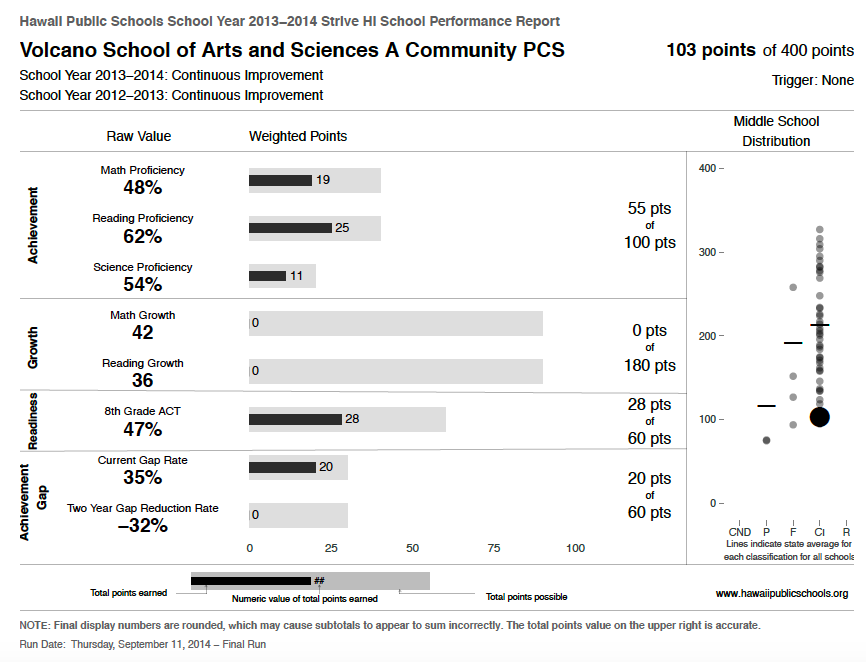 Hawaii Public Schools School Year 2013–2014 Strive HI School Performance Report
Volcano School of Arts and Sciences A Community PCS
103 points of 400 points
School Year 2013–2014: Continuous Improvement
Trigger: None
School Year 2012–2013: Continuous Improvement
Raw Value
Weighted Points
Middle School
Distribution
Achievement
Math Proficiency
48%
19
Reading Proficiency
62%
25
Science Proficiency
54%
11
55 pts
of
100 pts
Growth
Math Growth
42
0
Reading Growth
36
0
0 pts
of
180 pts
Readiness
8th Grade ACT
47%
28
28 pts
of
60 pts
Achievement
Gap
Current Gap Rate
35%
20
Two Year Gap Reduction Rate
–32%
0
20 pts
of
60 pts
0 25 50 75 100
400
300
200
100
0
CND P F CI R
Lines indicate state average for
each classification for all schools
##
Total points earned
Numeric value of total points earned
Total points possible
www.hawaiipublicschools.org
NOTE: Final display numbers are rounded, which may cause subtotals to appear to sum incorrectly. The total points value on the upper right is accurate.
Run Date: Thursday, September 11, 2014 – Final Run